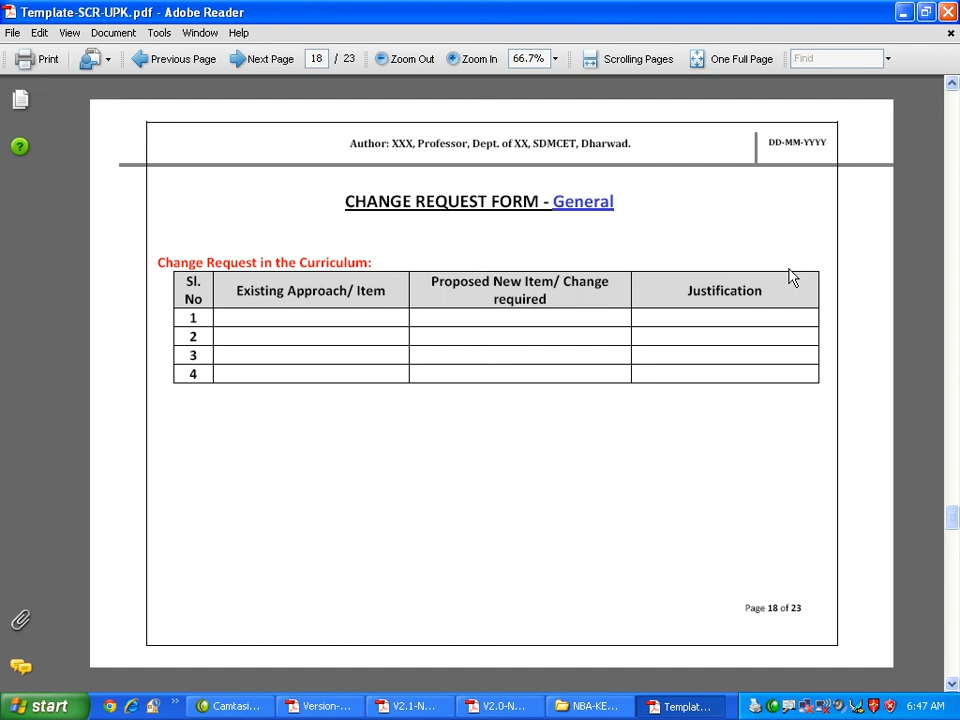 Template-SCR-UPK.pdf - Adobe Reader
File Edit View Document Tools Window Help
Print Previous Page Next Page 18 / 23 Zoom Out Zoom In 66.7% Scrolling Pages One Full Page Find
Author: XXX, Professor, Dept. of XX, SDMCET, Dharwad.
DD-MM-YYYY
CHANGE REQUEST FORM - General
Change Request in the Curriculum:
Sl. No Existing Approach/ Item Proposed New Item/ Change required Justification
1
2
3
4
Page 18 of 23
start Camtasi... Version-... V2.1-N... V2.0-N... NBA-KE... Templat... 6:47 AM